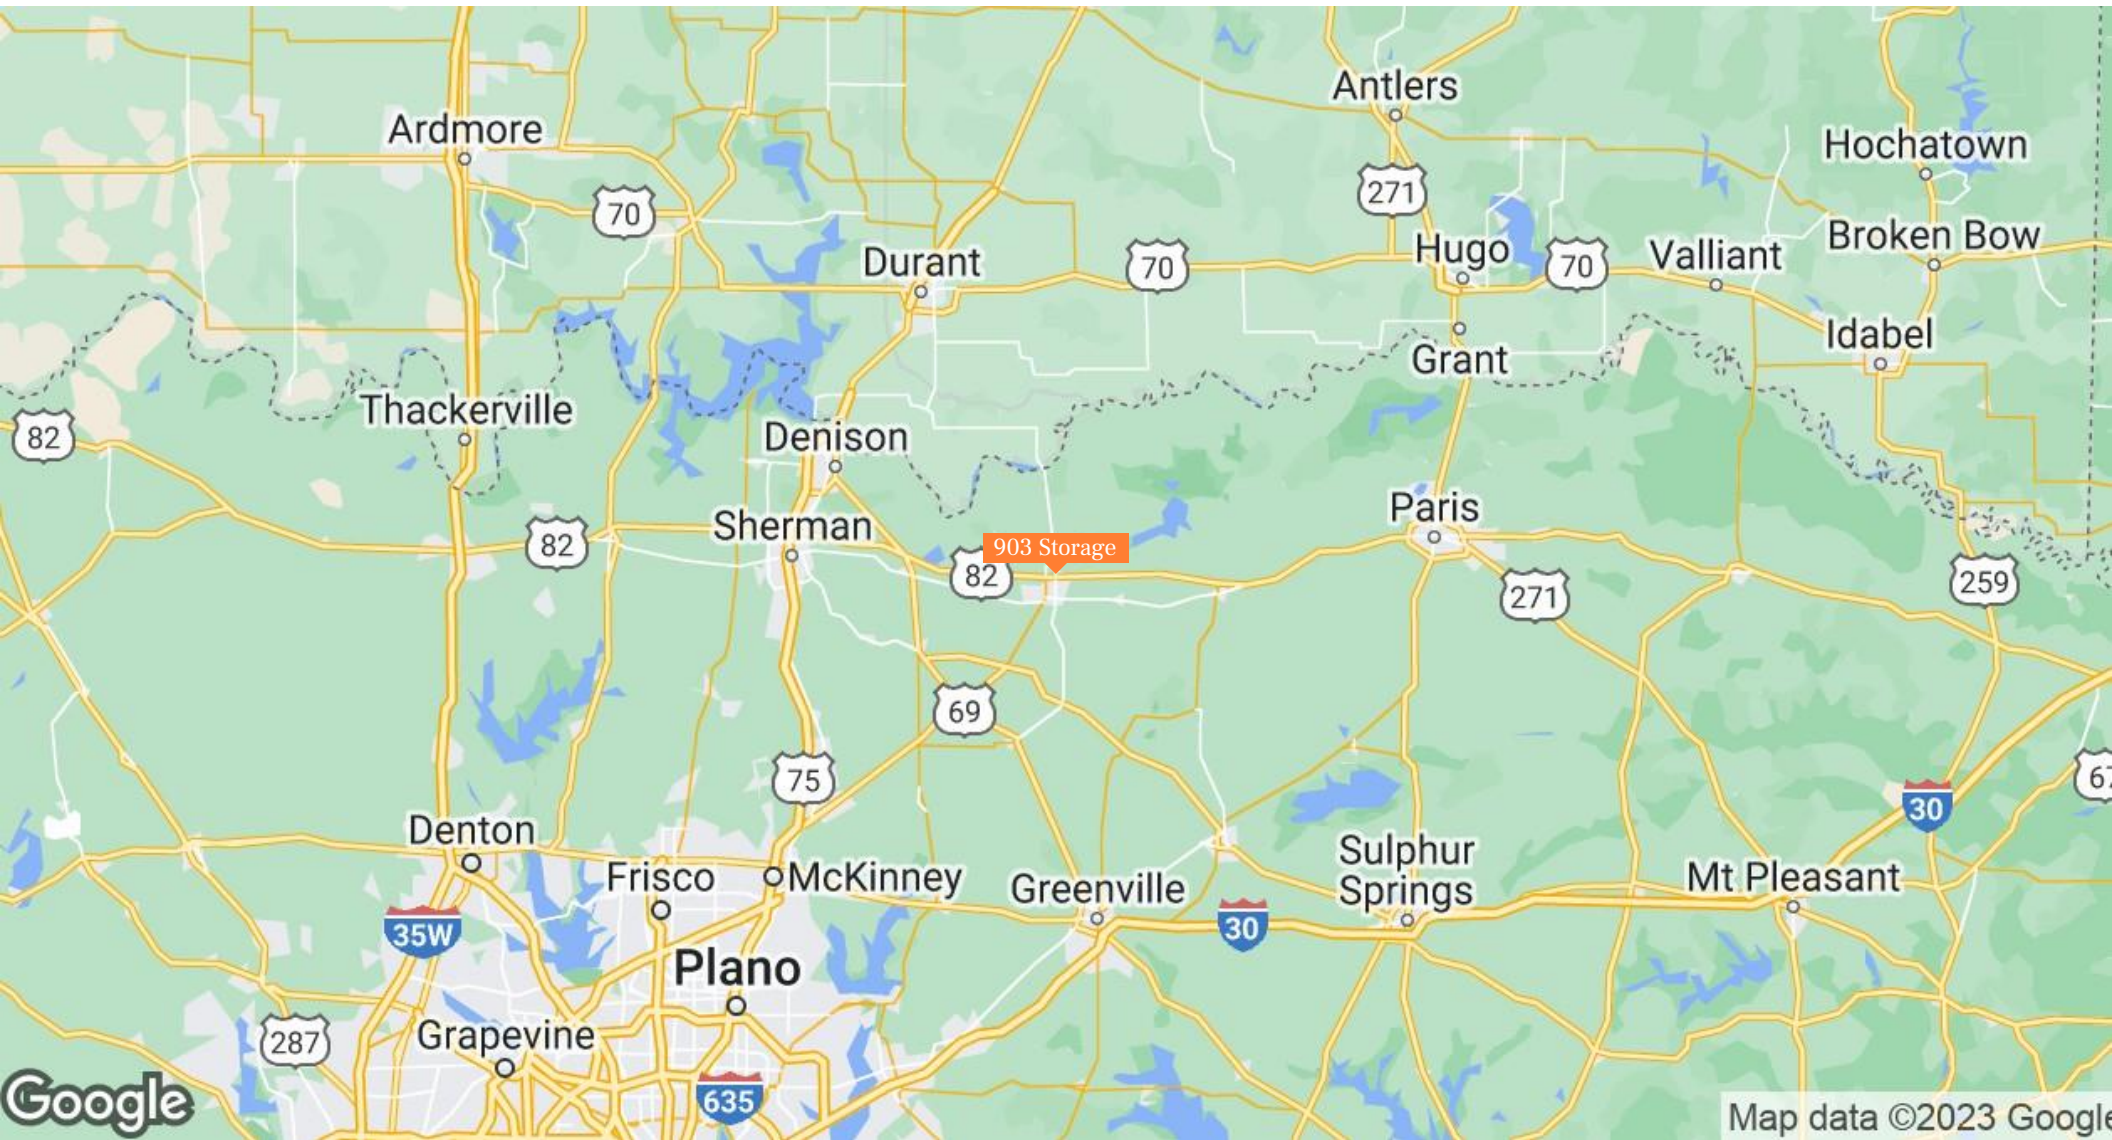 Antlers
Ardmore
Hochatown
271
70
Durant
70
Hugo
70
Valliant
Broken Bow
Idabel
Grant
Thackerville
82
Denison
Paris
Sherman
82
903 Storage
82
271
259
69
75
30
67
Denton
Frisco
McKinney
Greenville
Sulphur
Springs
Mt Pleasant
35W
30
Plano
287
Grapevine
635
Google
Map data ©2023 Google